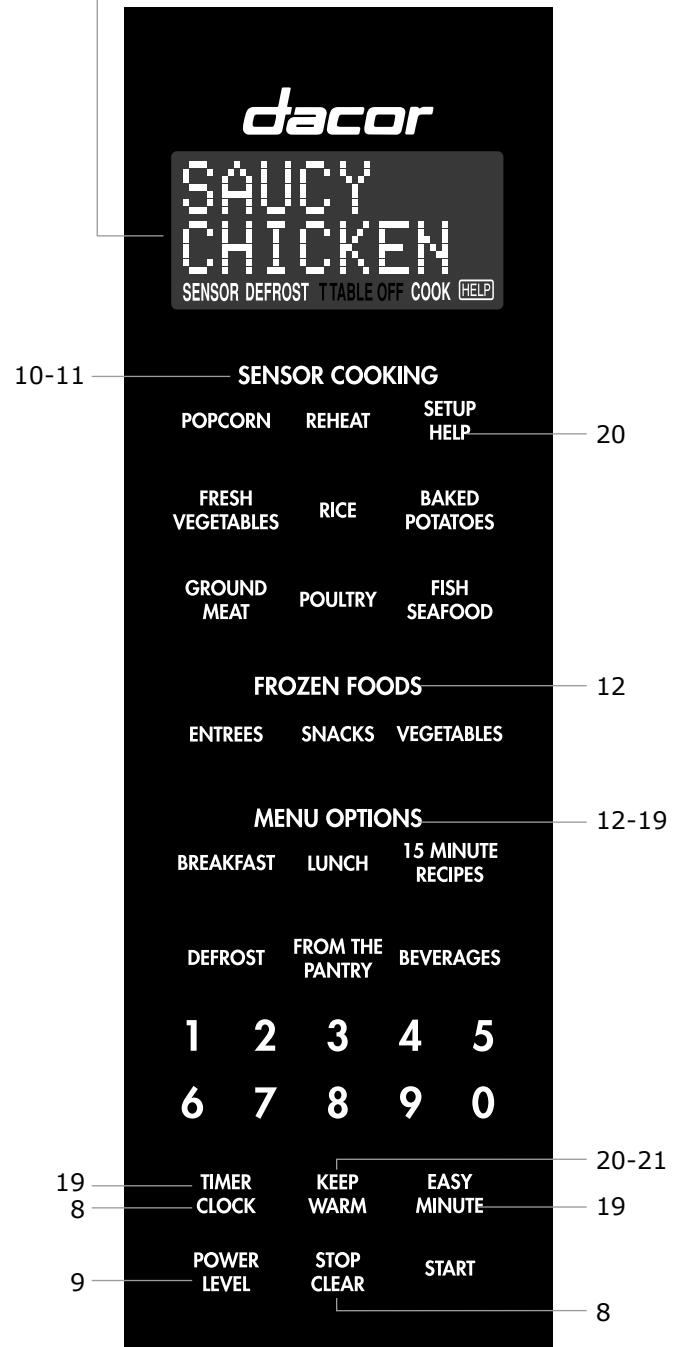 dacor
SAUCY
CHICKEN
SENSOR DEFROST T TABLE OFF COOK HELP
10-11
SENSOR COOKING
POPCORN REHEAT SETUP
HELP
20
FRESH
VEGETABLES
RICE
BAKED
POTATOES
GROUND
MEAT
POULTRY
FISH
SEAFOOD
FROZEN FOODS
12
ENTREES SNACKS VEGETABLES
MENU OPTIONS
12-19
BREAKFAST LUNCH 15 MINUTE
RECIPES
DEFROST FROM THE
PANTRY
BEVERAGES
1 2 3 4 5
6 7 8 9 0
20-21
19
TIMER
CLOCK
8
KEEP
WARM
EASY
MINUTE
19
9
POWER
LEVEL
STOP
CLEAR
START
8